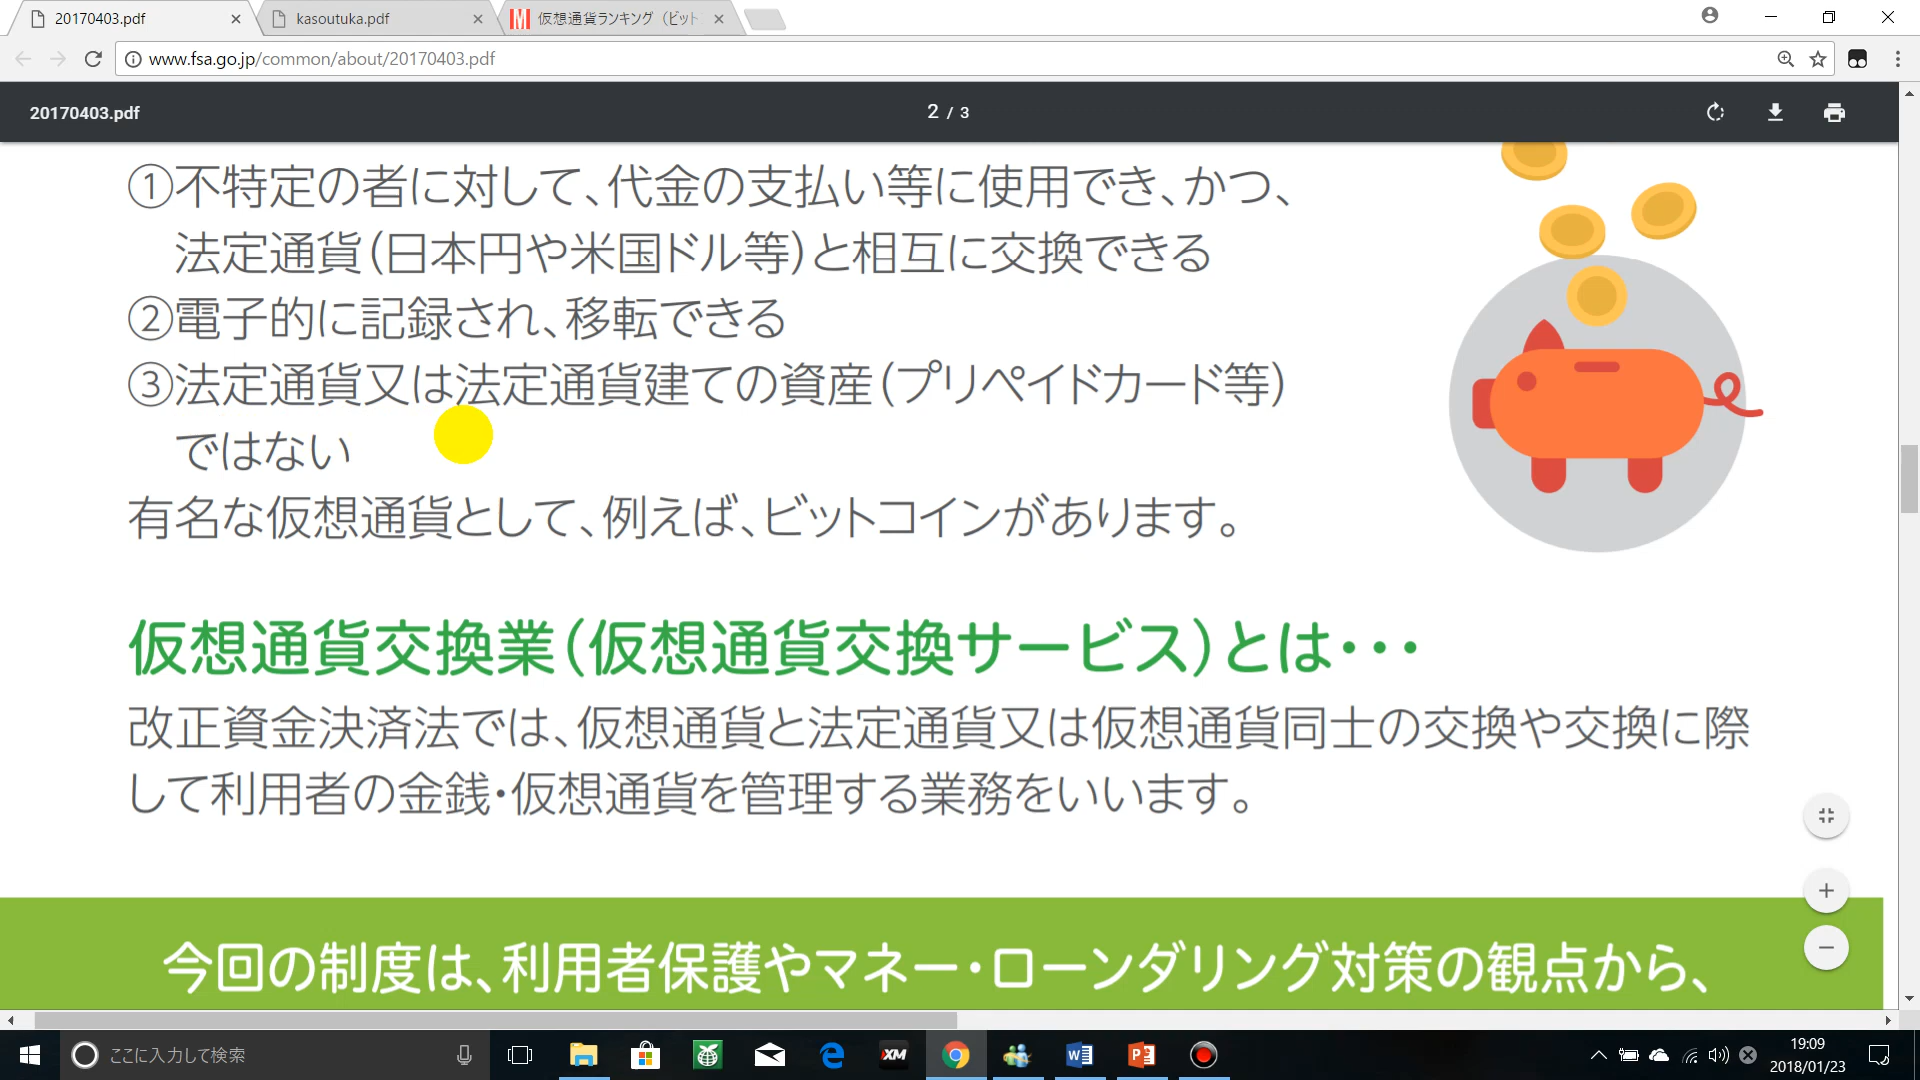 20170403.pdf
kasoutuka.pdf
仮想通貨ランキング（ビット
www.fsa.go.jp/common/about/20170403.pdf
20170403.pdf
2 / 3
①不特定の者に対して、代金の支払い等に使用でき、かつ、
法定通貨（日本円や米国ドル等）と相互に交換できる
②電子的に記録され、移転できる
③法定通貨又は法定通貨建ての資産（プリペイドカード等）
ではない
有名な仮想通貨として、例えば、ビットコインがあります。
仮想通貨交換業（仮想通貨交換サービス）とは・・・
改正資金決済法では、仮想通貨と法定通貨又は仮想通貨同士の交換や交換に際
して利用者の金銭・仮想通貨を管理する業務をいいます。
今回の制度は、利用者保護やマネー・ローンダリング対策の観点から、
ここに入力して検索
XM
19:09
2018/01/23